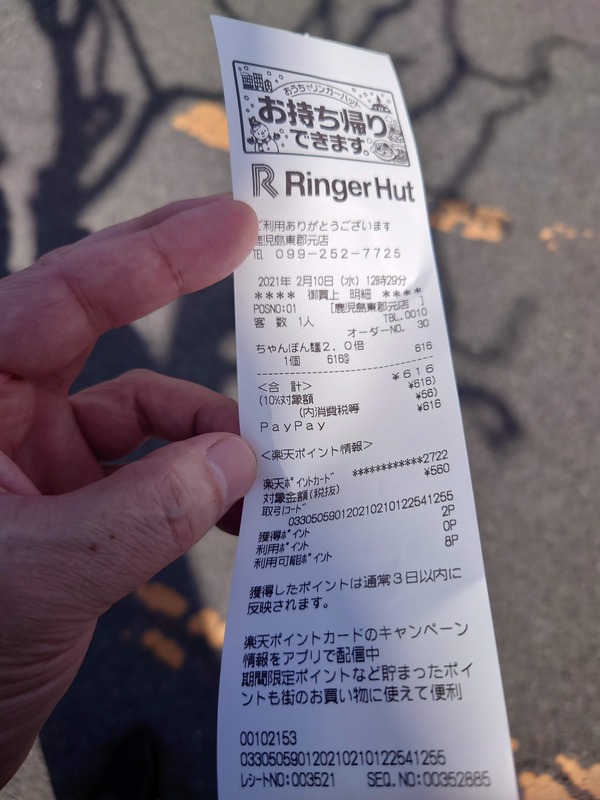 おうちでリンガーハット
お持ち帰り
できます。
Ringer Hut
ご利用ありがとうございます
鹿児島東郡元店
TEL 099-252-7725
2021年 2月10日(水) 12時29分
**** 御買上 明細 ****
POSNO:01 [鹿児島東郡元店 ]
客 数 1人 TBL.0010
オーダーNO. 30
ちゃんぽん麺2.0倍 616
1個 616@
<合 計> ¥616
(10%対象額 ¥616)
(内消費税等 ¥56)
PayPay ¥616
<楽天ポイント情報>
楽天ポイントカード ************2722
対象金額(税抜) ¥560
取引コード
03305059012021021012254​1255
獲得ポイント 2P
利用ポイント 0P
利用可能ポイント 8P
獲得したポイントは通常3日以内に
反映されます。
楽天ポイントカードのキャンペーン
情報をアプリで配信中
期間限定ポイントなど貯まったポイ
ントも街のお買い物に使えて便利
00102153
033050590120210210122541255
レシートNO:003521 SEQ.NO:00352885